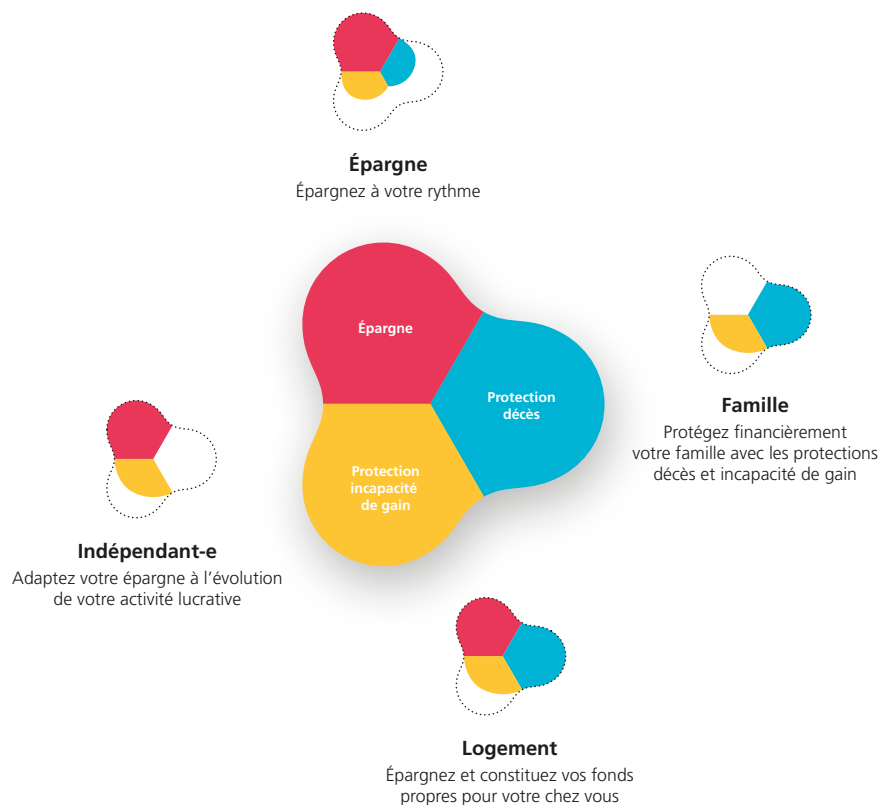 Épargne
Épargnez à votre rythme
Épargne
Protection
décès
Protection
incapacité
de gain
Famille
Protégez financièrement
votre famille avec les protections
décès et incapacité de gain
Indépendant-e
Adaptez votre épargne à l’évolution
de votre activité lucrative
Logement
Épargnez et constituez vos fonds
propres pour votre chez vous